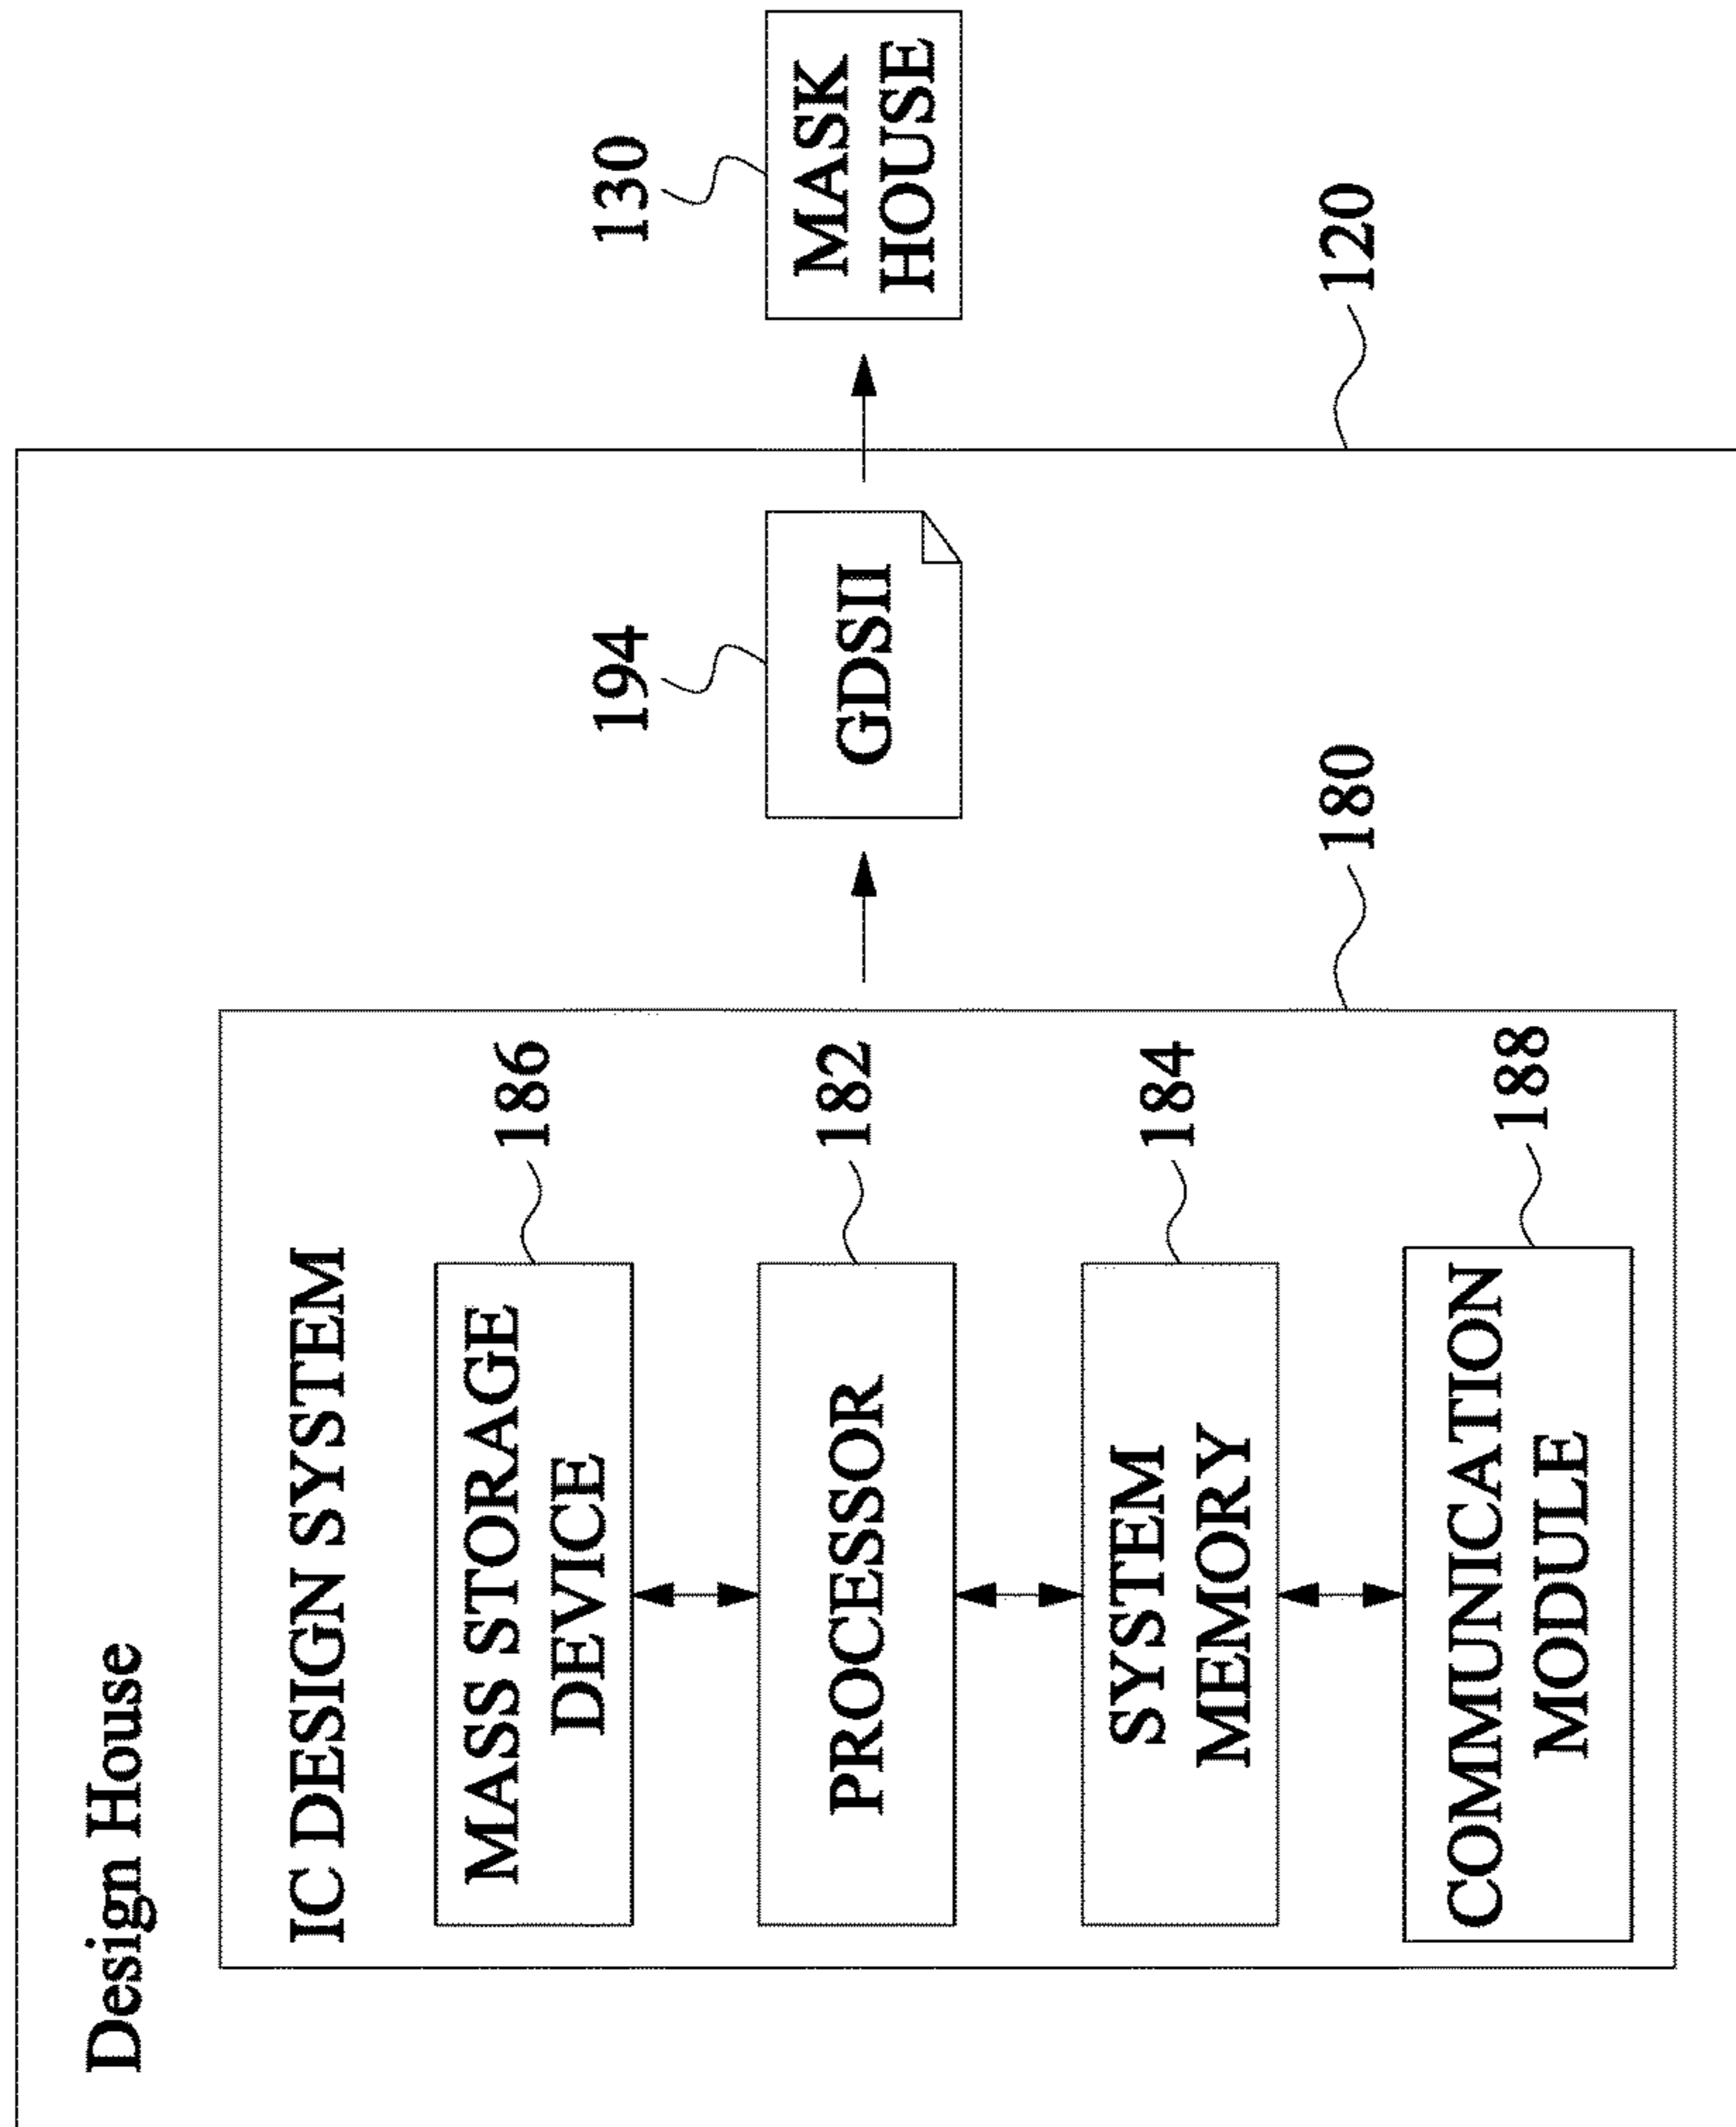 Design House
IC DESIGN SYSTEM
MASS STORAGE
DEVICE
186
PROCESSOR
182
SYSTEM
MEMORY
184
COMMUNICATION
MODULE
188
180
194
GDSII
120
130
MASK
HOUSE